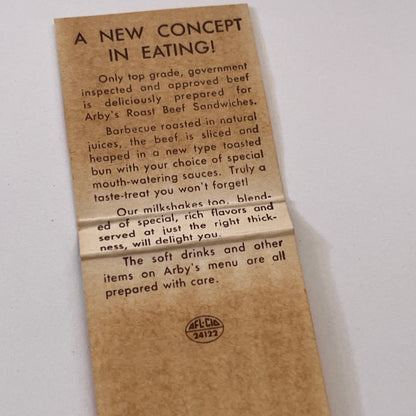 A NEW CONCEPT
IN EATING!
Only top grade, government
inspected and approved beef
is deliciously prepared for
Arby's Roast Beef Sandwiches.
Barbecue roasted in natural
juices, the beef is sliced and
heaped in a new type toasted
bun with your choice of special
mouth-watering sauces. Truly a
taste-treat you won't forget!
Our milkshakes too, blend-
ed of special, rich flavors and
served at just the right thick-
ness, will delight you.
The soft drinks and other
items on Arby's menu are all
prepared with care.
AFL-CIO
24122